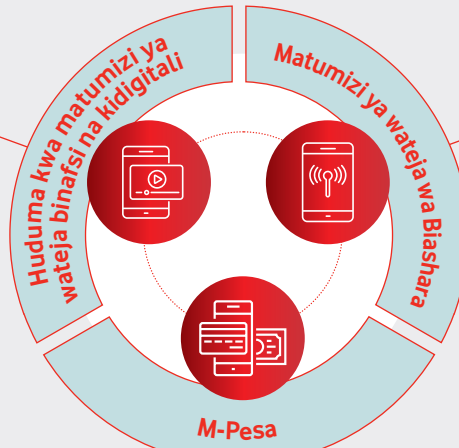 Huduma kwa matumizi ya
wateja binafsi na kidigitali
Matumizi ya wateja wa Biashara
M-Pesa